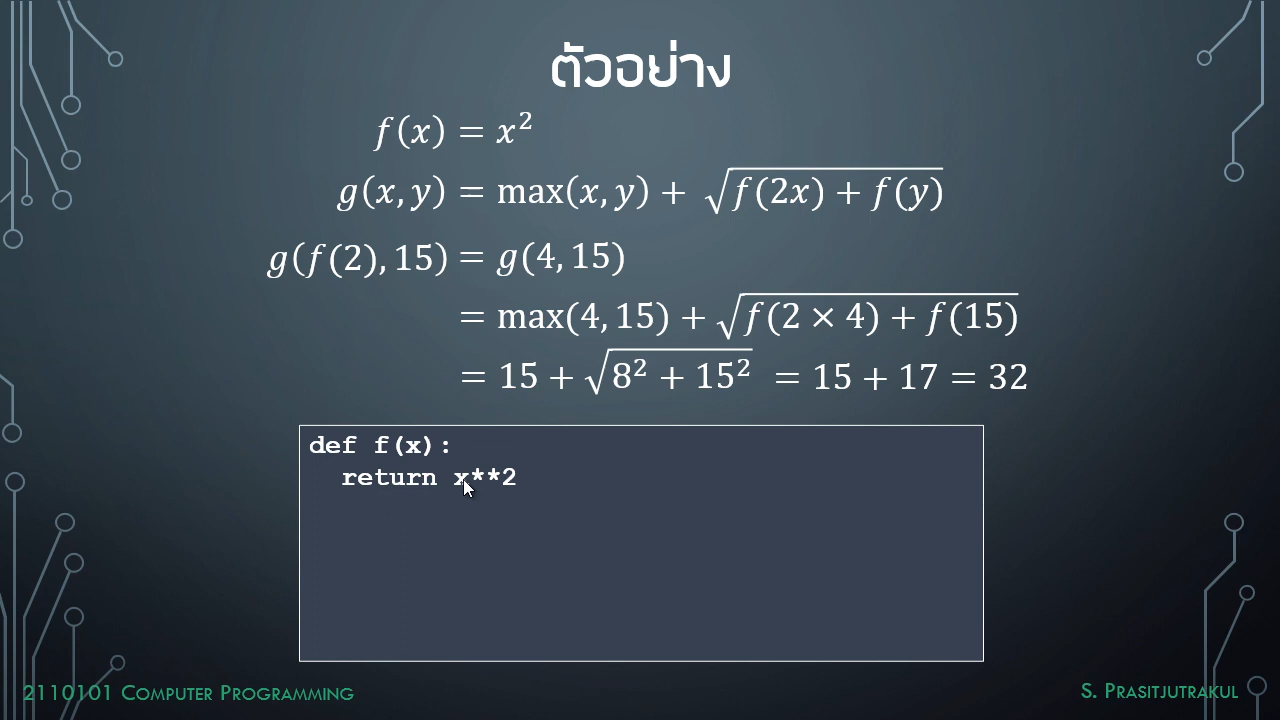 ตัวอย่าง
f(x) = x²
g(x, y) = max(x, y) + √(f(2x) + f(y))
g(f(2), 15) = g(4, 15)
= max(4, 15) + √(f(2 × 4) + f(15))
= 15 + √(8² + 15²) = 15 + 17 = 32
def f(x):
  return x**2
2110101 COMPUTER PROGRAMMING
S. PRASITJUTRAKUL